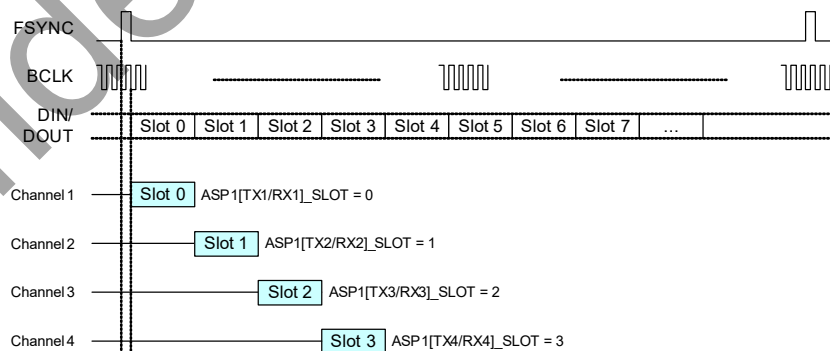 FSYNC
BCLK
DIN/
DOUT
Slot 0 Slot 1 Slot 2 Slot 3 Slot 4 Slot 5 Slot 6 Slot 7 ...
Channel 1 Slot 0 ASP1[TX1/RX1]_SLOT = 0
Channel 2 Slot 1 ASP1[TX2/RX2]_SLOT = 1
Channel 3 Slot 2 ASP1[TX3/RX3]_SLOT = 2
Channel 4 Slot 3 ASP1[TX4/RX4]_SLOT = 3